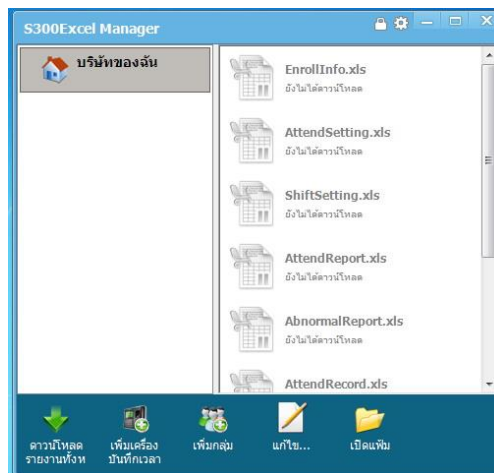 S300Excel Manager
บริษัทของฉัน
EnrollInfo.xls
ยังไม่ได้ดาวน์โหลด
AttendSetting.xls
ยังไม่ได้ดาวน์โหลด
ShiftSetting.xls
ยังไม่ได้ดาวน์โหลด
AttendReport.xls
ยังไม่ได้ดาวน์โหลด
AbnormalReport.xls
ยังไม่ได้ดาวน์โหลด
AttendRecord.xls
ดาวน์โหลด
รายงานทั้งห
เพิ่มเครื่อง
บันทึกเวลา
เพิ่มกลุ่ม
แก้ไข...
เปิดแฟ้ม